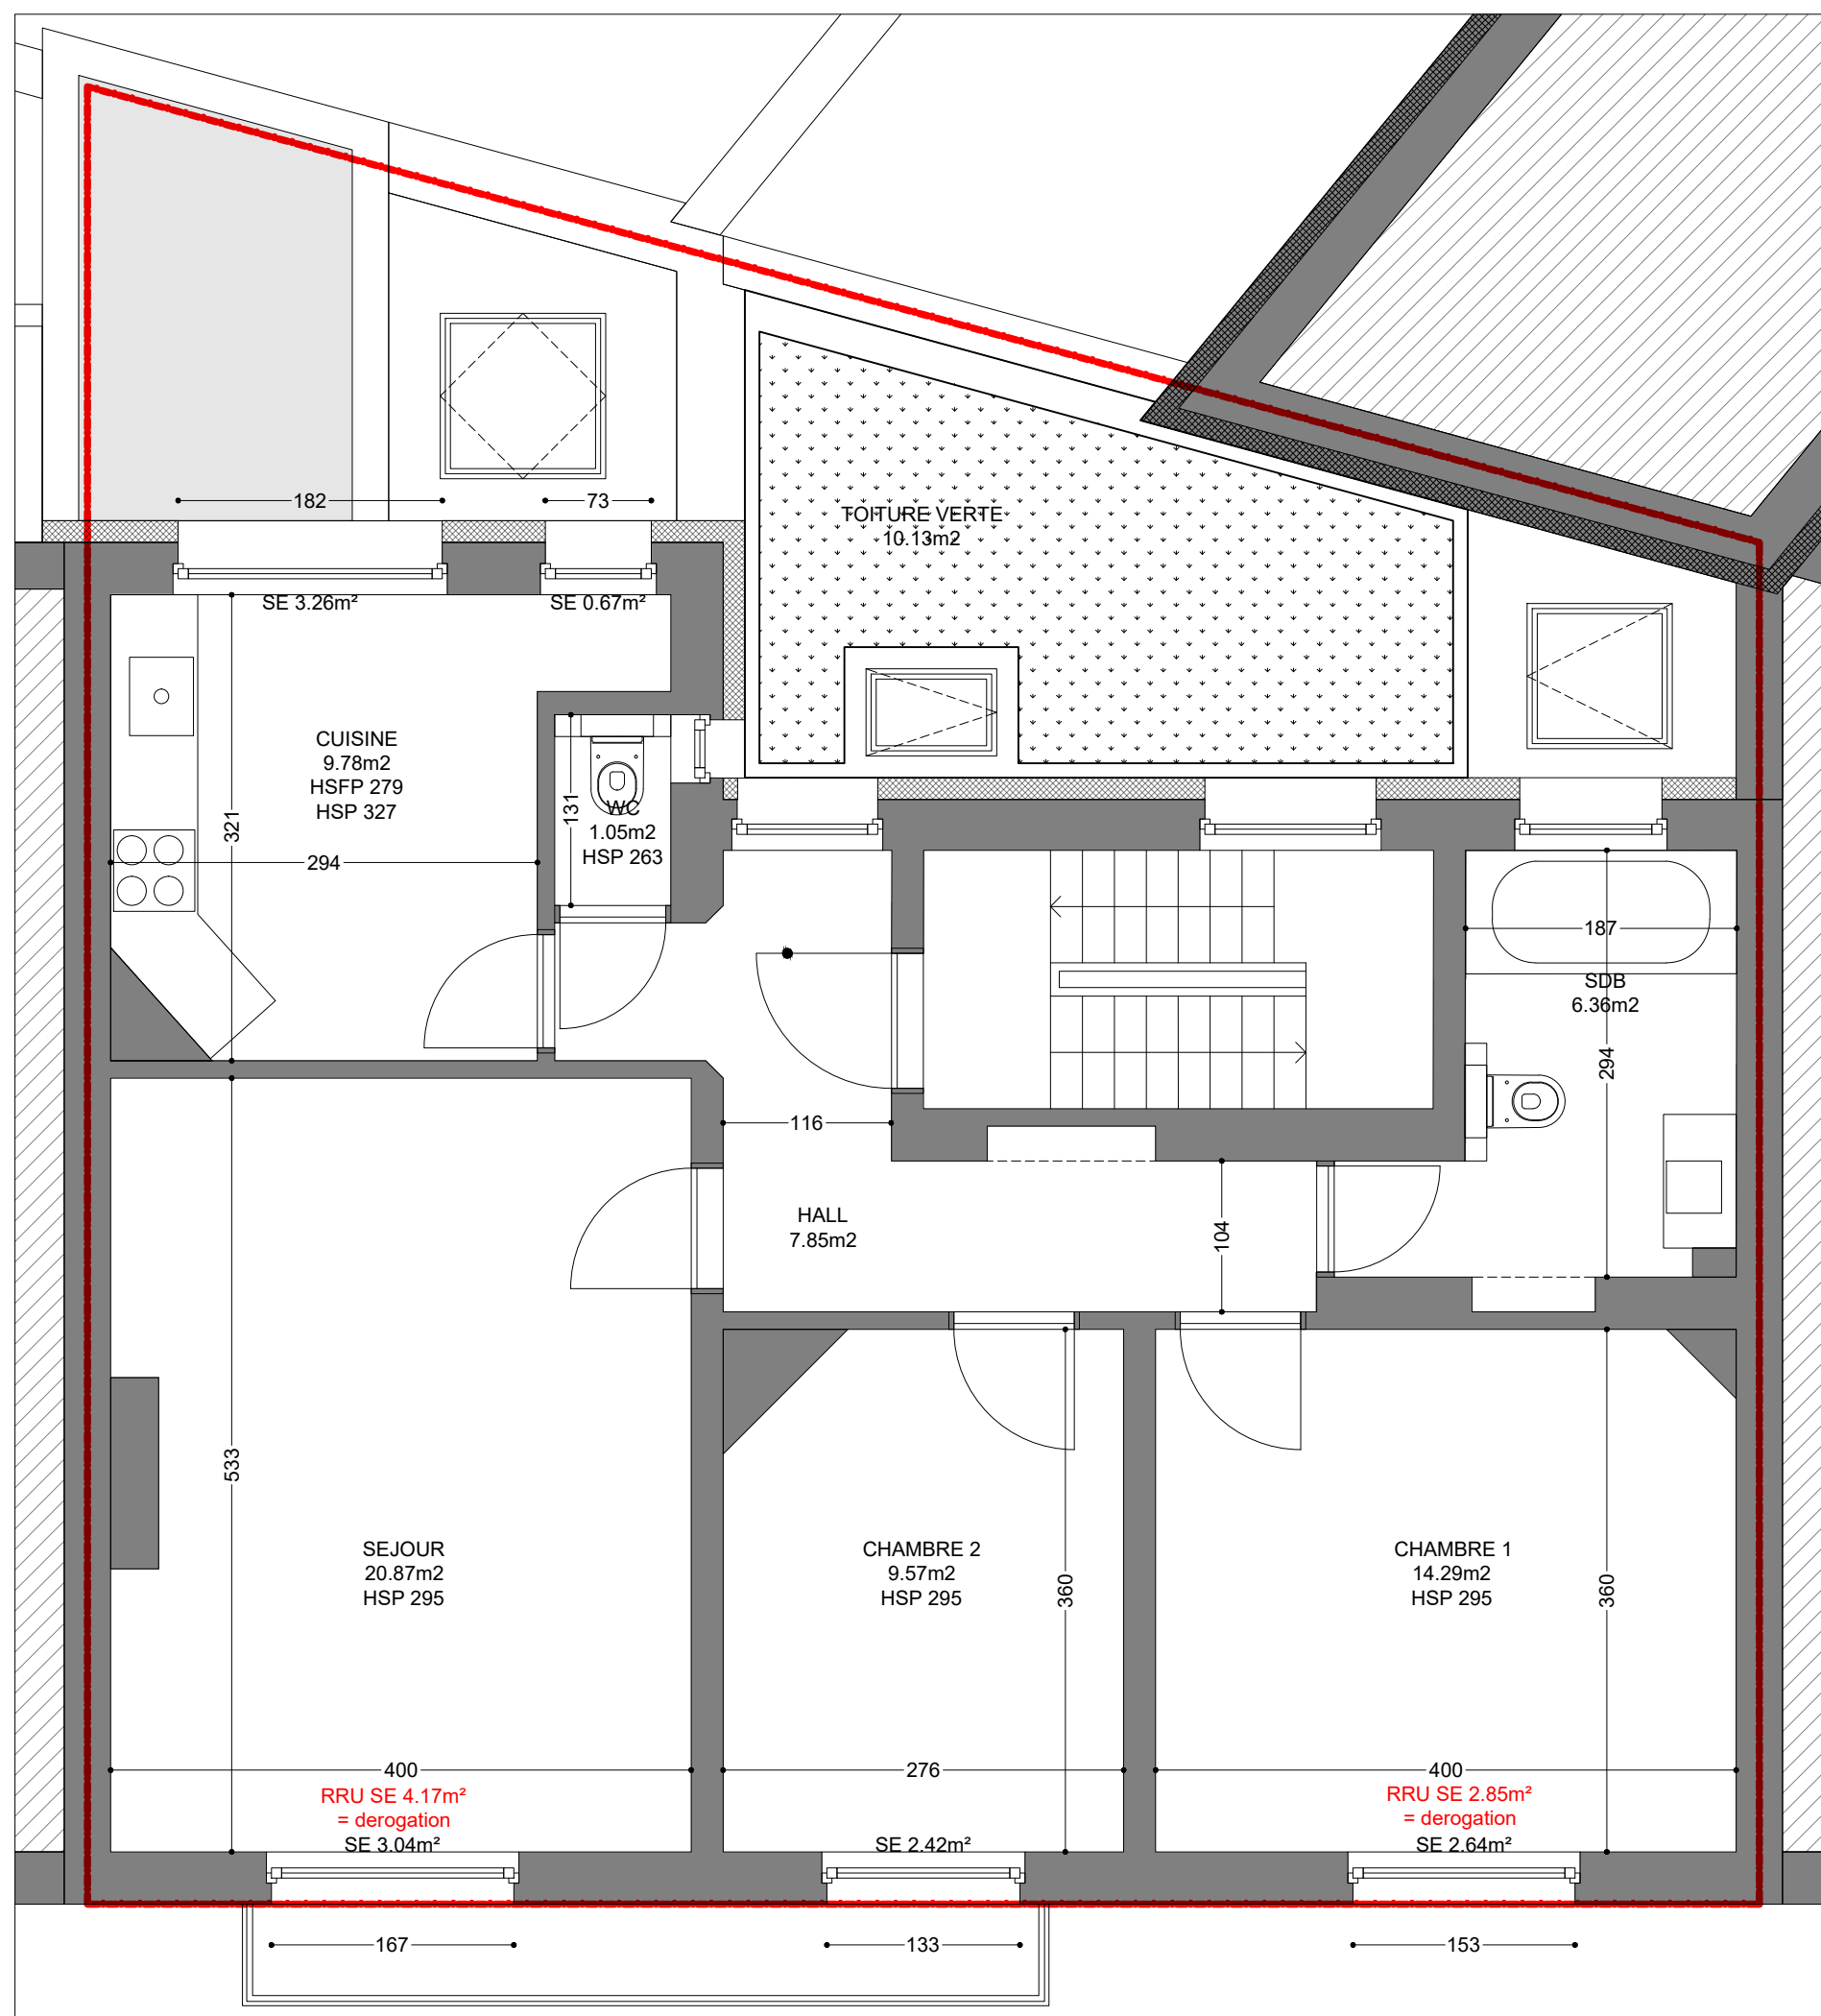 182
73
TOITURE VERTE
10.13m2
SE 3.26m²
SE 0.67m²
CUISINE
9.78m2
HSFP 279
HSP 327
321
294
131
WC
1.05m2
HSP 263
187
SDB
6.36m2
294
116
HALL
7.85m2
104
533
SEJOUR
20.87m2
HSP 295
CHAMBRE 2
9.57m2
HSP 295
360
CHAMBRE 1
14.29m2
HSP 295
360
400
276
400
RRU SE 4.17m²
= derogation
SE 3.04m²
SE 2.42m²
RRU SE 2.85m²
= derogation
SE 2.64m²
167
133
153